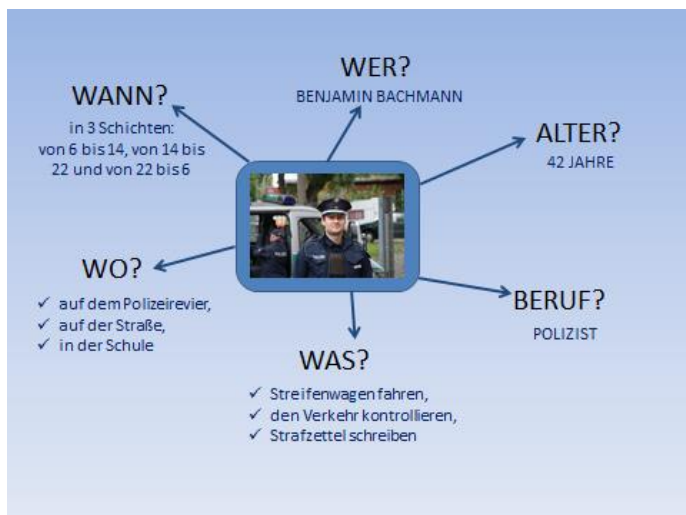 WER?
BENJAMIN BACHMANN
WANN?
in 3 Schichten:
von 6 bis 14, von 14 bis
22 und von 22 bis 6
ALTER?
42 JAHRE
WO?
✓ auf dem Polizeirevier,
✓ auf der Straße,
✓ in der Schule
BERUF?
POLIZIST
WAS?
✓ Streifenwagen fahren,
✓ den Verkehr kontrollieren,
✓ Strafzettel schreiben